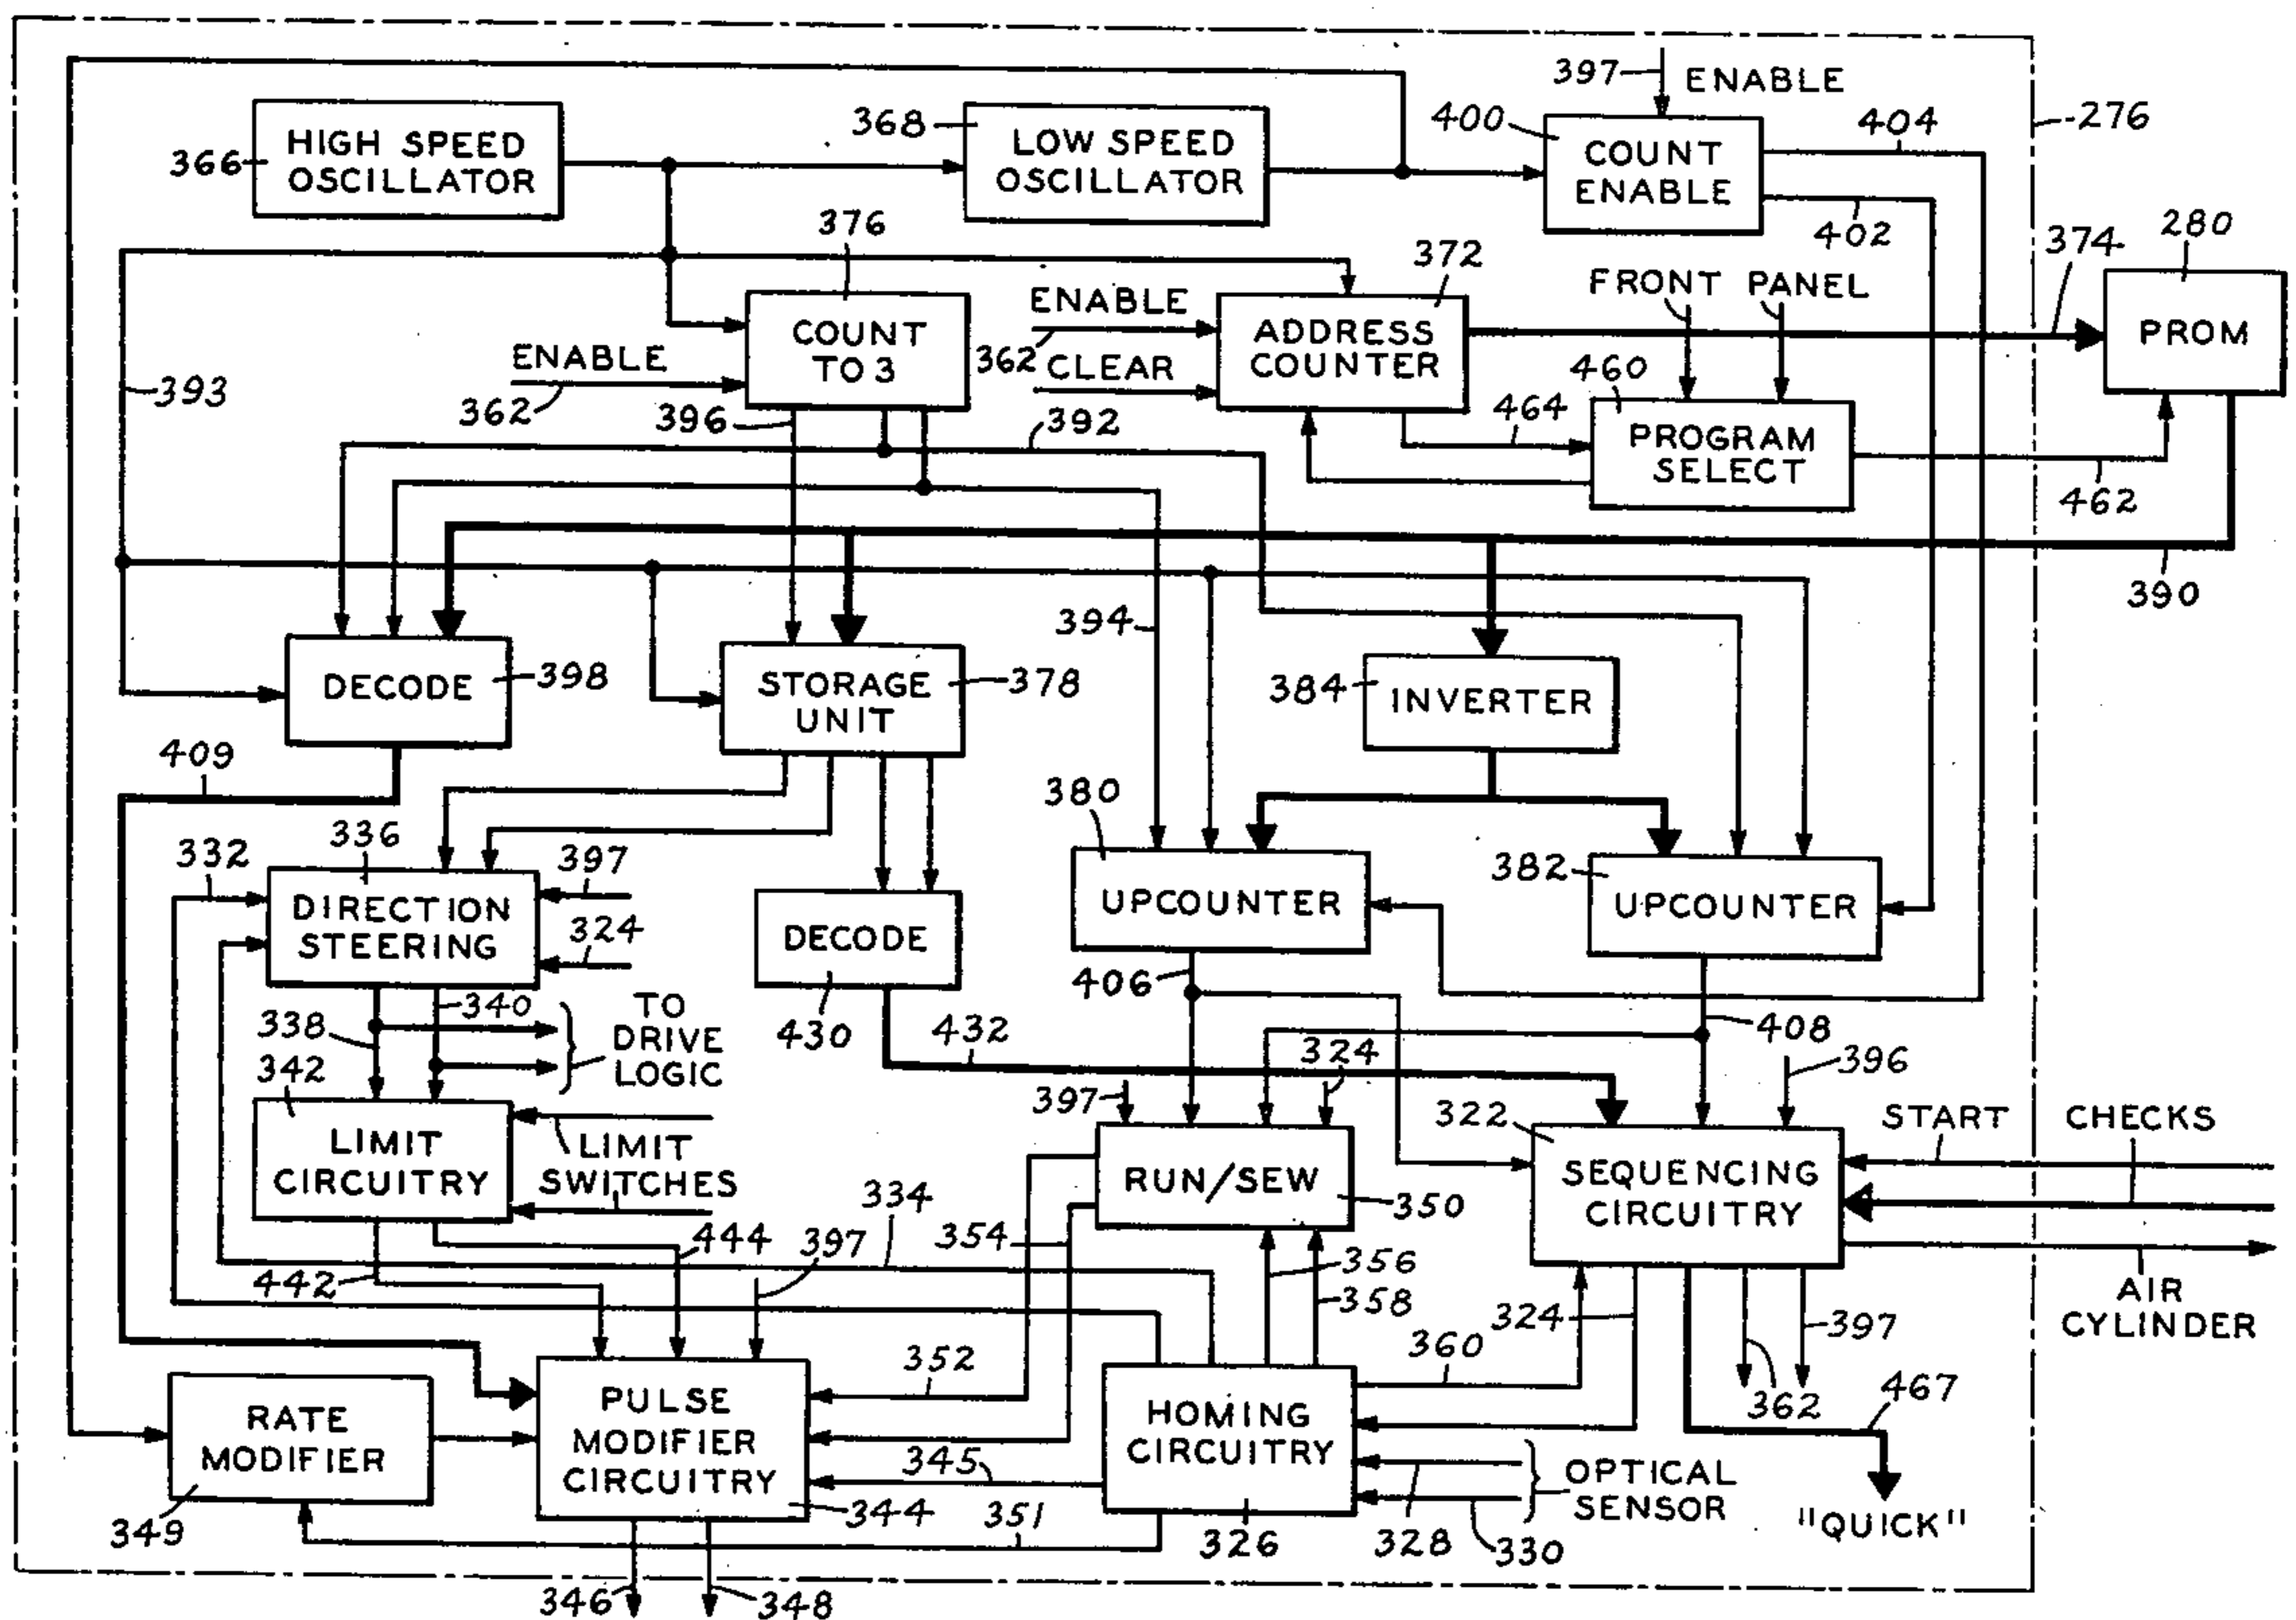 397
ENABLE
366
HIGH SPEED
OSCILLATOR
368
LOW SPEED
OSCILLATOR
400
COUNT
ENABLE
404
402
276
376
COUNT
TO 3
ENABLE
362
393
372
ENABLE
362
CLEAR
ADDRESS
COUNTER
FRONT PANEL
374
280
PROM
460
PROGRAM
SELECT
464
462
396
392
390
394
DECODE
398
STORAGE
UNIT
378
384
INVERTER
409
380
UPCOUNTER
382
UPCOUNTER
332
336
DIRECTION
STEERING
397
324
DECODE
430
406
408
338
340
TO
DRIVE
LOGIC
432
324
396
342
LIMIT
CIRCUITRY
LIMIT
SWITCHES
397
RUN/SEW
350
322
SEQUENCING
CIRCUITRY
START
CHECKS
AIR
CYLINDER
334
354
444
397
442
356
358
324
362
397
467
"QUICK"
352
360
RATE
MODIFIER
349
PULSE
MODIFIER
CIRCUITRY
344
345
351
HOMING
CIRCUITRY
326
328
330
OPTICAL
SENSOR
346
348